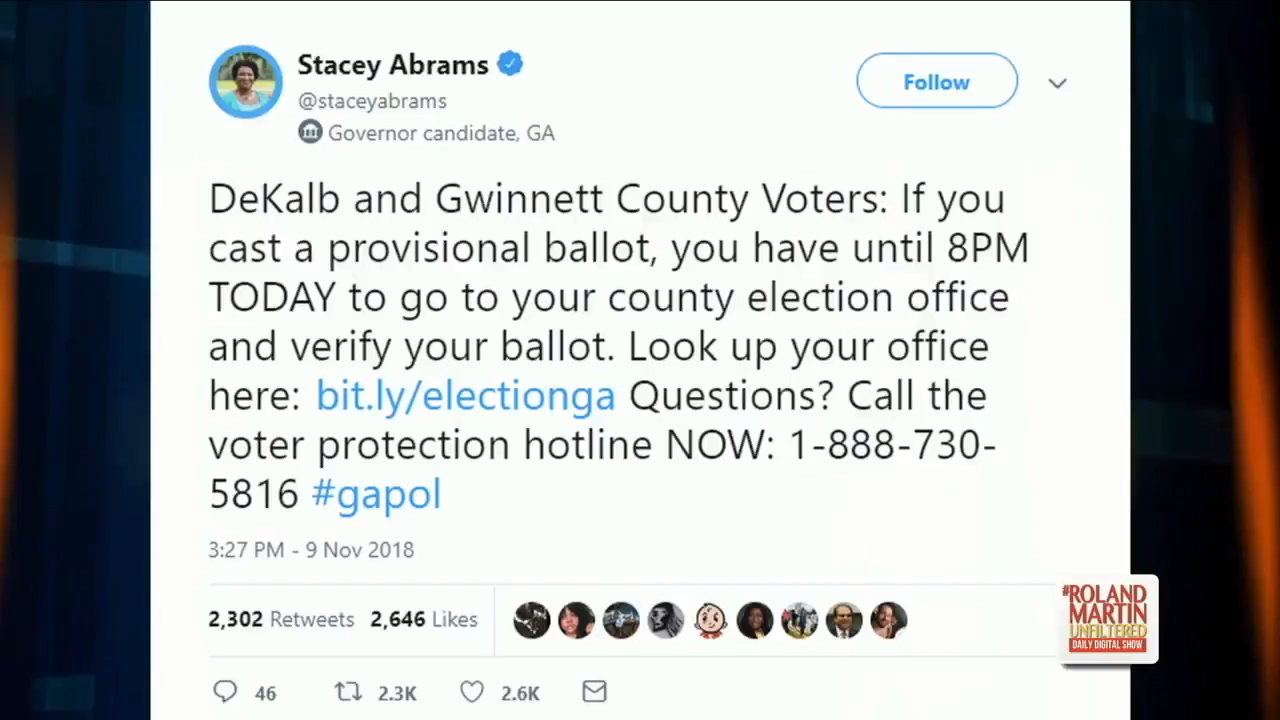 Stacey Abrams
@staceyabrams
Governor candidate, GA
Follow
DeKalb and Gwinnett County Voters: If you
cast a provisional ballot, you have until 8PM
TODAY to go to your county election office
and verify your ballot. Look up your office
here: bit.ly/electionga Questions? Call the
voter protection hotline NOW: 1-888-730-
5816 #gapol
3:27 PM - 9 Nov 2018
2,302 Retweets 2,646 Likes
46 2.3K 2.6K
#ROLAND
MARTIN
UNFILTERED
DAILY DIGITAL SHOW